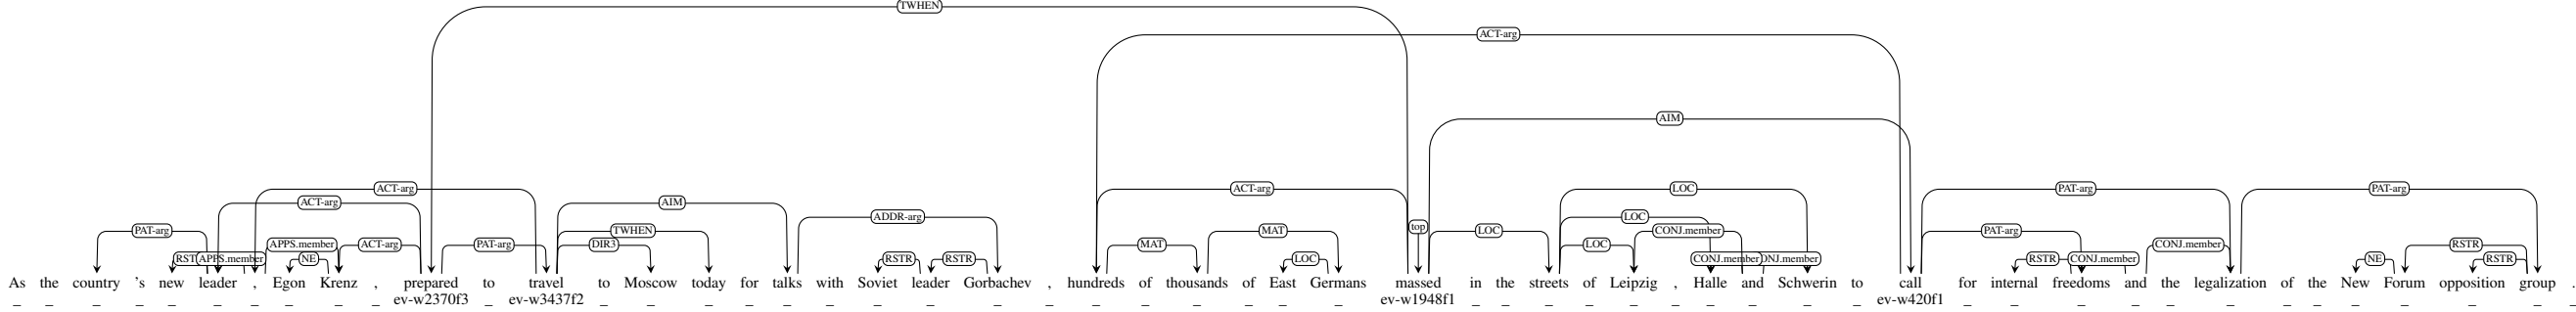 TWHEN
ACT-arg
AIM
ACT-arg ACT-arg LOC PAT-arg PAT-arg
ACT-arg AIM
ADDR-arg LOC
PAT-arg TWHEN MAT top LOC CONJ.member PAT-arg
APPS.member ACT-arg PAT-arg DIR3 MAT LOC CONJ.member RSTR
APPS.member NE RSTR RSTR LOC CONJ.member RSTR CONJ.member NE RSTR
As the country 's new leader , Egon Krenz , prepared to travel to Moscow today for talks with Soviet leader Gorbachev , hundreds of thousands of East Germans massed in the streets of Leipzig , Halle and Schwerin to call for internal freedoms and the legalization of the New Forum opposition group .
_ _ _ _ _ _ _ _ _ _ ev-w2370f3 _ ev-w3437f2 _ _ _ _ _ _ _ _ _ _ _ _ _ _ _ ev-w1948f1 _ _ _ _ _ _ _ _ _ _ ev-w420f1 _ _ _ _ _ _ _ _ _ _ _ _ _